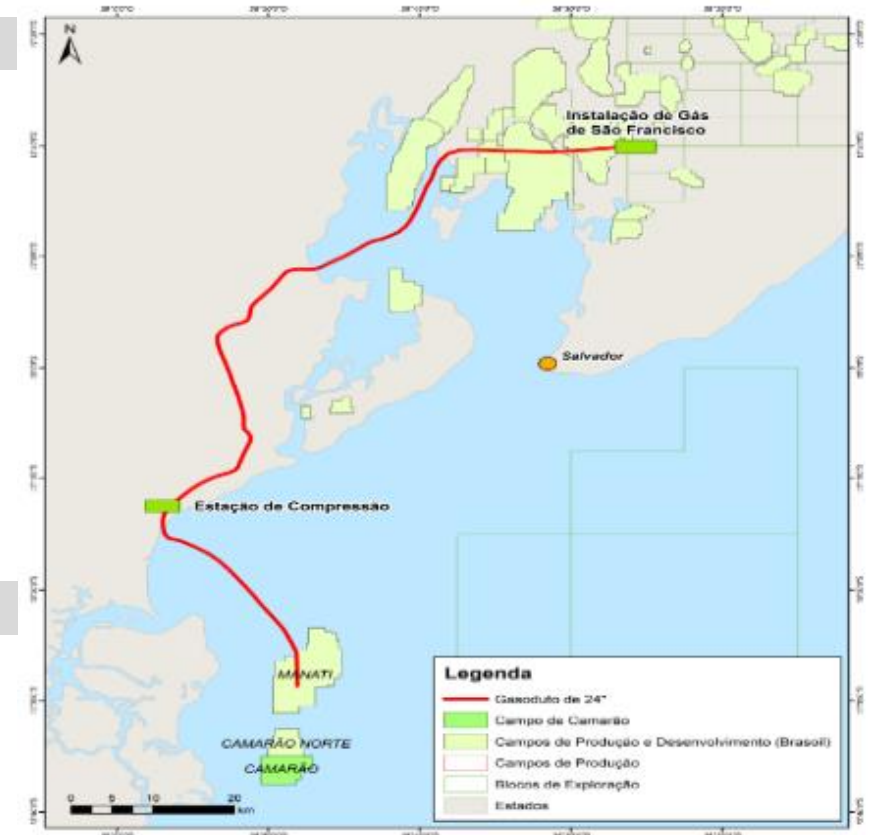 N
C
Instalação de Gás
de São Francisco
Salvador
Estação de Compressão
MANATI
CAMARÃO NORTE
CAMARÃO
0 5 10 20
km
Legenda
Gasoduto de 24"
Campo de Camarão
Campos de Produção e Desenvolvimento (Brasoil)
Campos de Produção
Blocos de Exploração
Estados